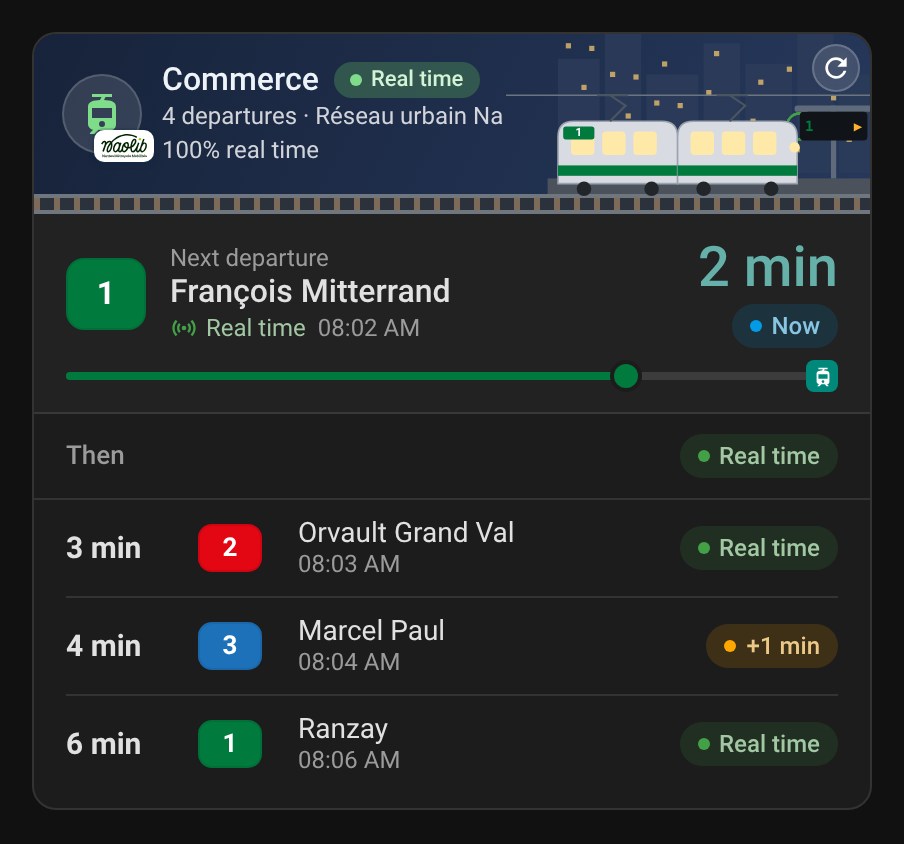 Commerce
Real time
4 departures · Réseau urbain Na
100% real time
naolib
1
1
1
Next departure
François Mitterrand
Real time 08:02 AM
2 min
Now
Then
Real time
3 min
2
Orvault Grand Val
08:03 AM
Real time
4 min
3
Marcel Paul
08:04 AM
+1 min
6 min
1
Ranzay
08:06 AM
Real time